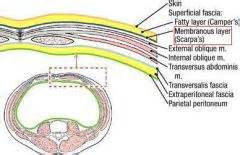 Skin
Superficial fascia:
Fatty layer (Camper's)
Membranous layer
(Scarpa's)
External oblique m.
Internal oblique m.
Transversus abdominis
m.
Transversalis fascia
Extraperitoneal fascia
Parietal peritoneum